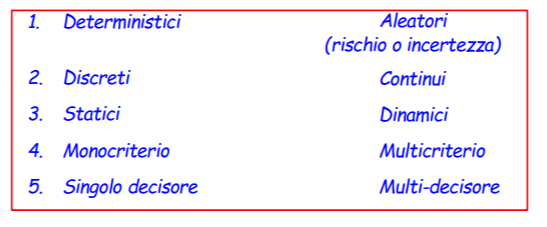 1. Deterministici Aleatori
(rischio o incertezza)
2. Discreti Continui
3. Statici Dinamici
4. Monocriterio Multicriterio
5. Singolo decisore Multi-decisore